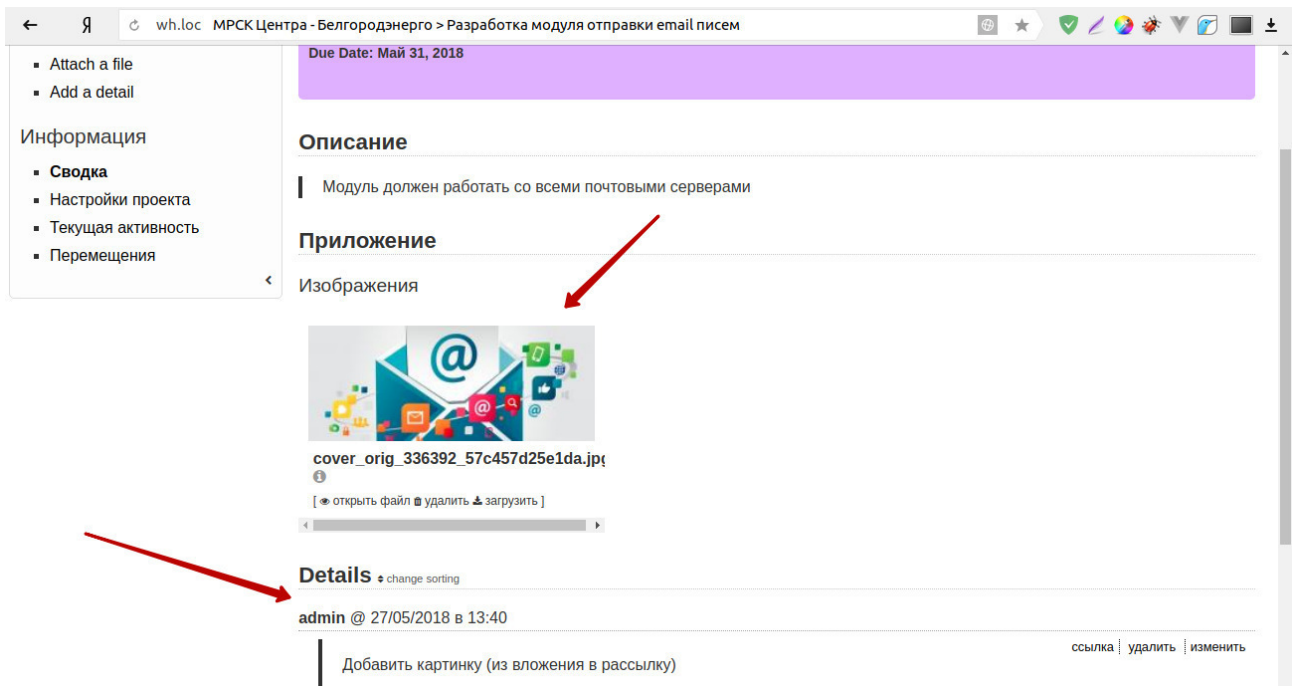 Я wh.loc МРСК Центра - Белгородэнерго > Разработка модуля отправки email писем
Attach a file
Add a detail
Информация
Сводка
Настройки проекта
Текущая активность
Перемещения
Due Date: Май 31, 2018
Описание
Модуль должен работать со всеми почтовыми серверами
Приложение
Изображения
@
@
@
cover_orig_336392_57c457d25e1da.jpg
[ открыть файл удалить загрузить ]
Details change sorting
admin @ 27/05/2018 в 13:40
ссылка удалить изменить
Добавить картинку (из вложения в рассылку)